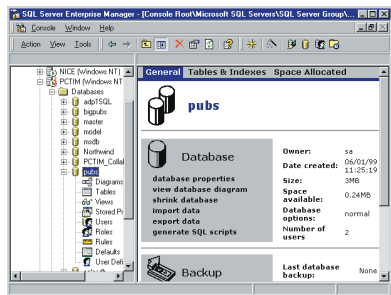 SQL Server Enterprise Manager - [Console Root\Microsoft SQL Servers\SQL Server Group\...
Console Window Help
Action View Tools
NICE (Windows NT)
PCTIM (Windows NT
Databases
adp1SQL
bigpubs
master
model
msdb
Northwind
PCTIM_Collal
pubs
Diagrams
Tables
Views
Stored Pr
Users
Roles
Rules
Defaults
User Defi
General Tables & Indexes Space Allocated
pubs
Database
database properties
view database diagram
shrink database
import data
export data
generate SQL scripts
Owner: sa
Date created: 06/01/99 11:25:19
Size: 3MB
Space available: 0.24MB
Database options: normal
Number of users 2
Backup
Last database backup: None